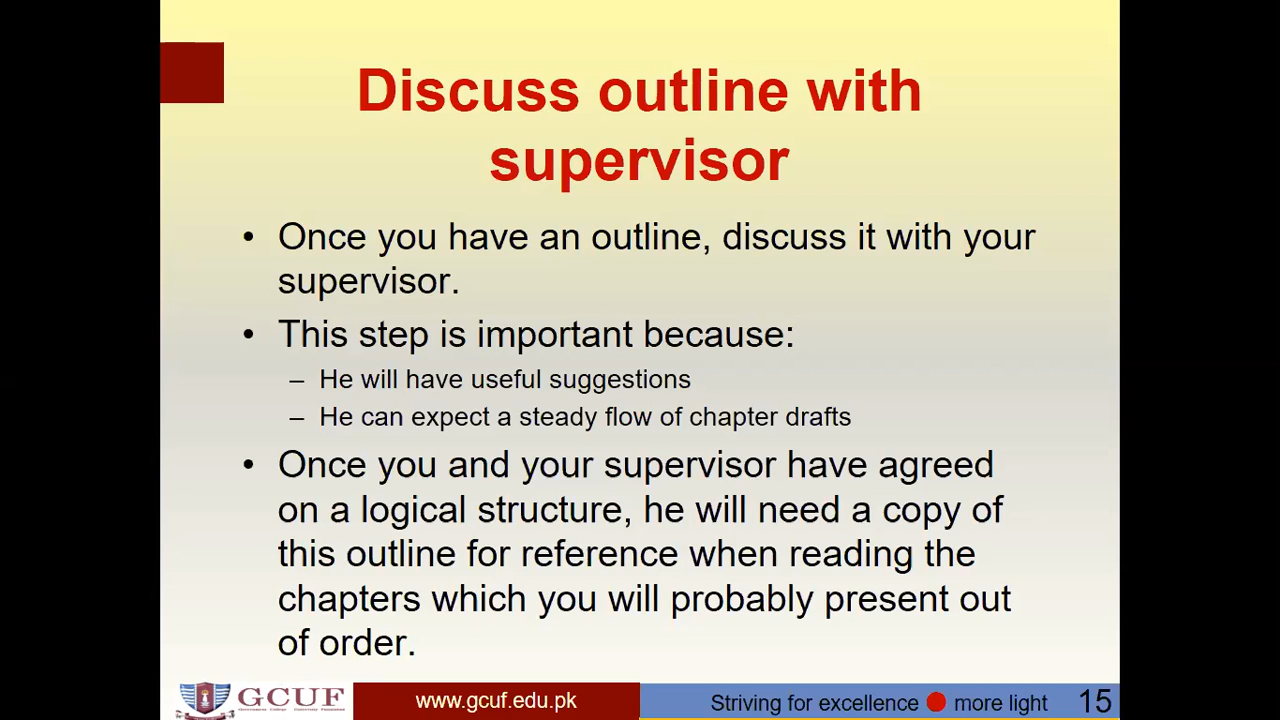 Discuss outline with
supervisor
• Once you have an outline, discuss it with your
supervisor.
• This step is important because:
– He will have useful suggestions
– He can expect a steady flow of chapter drafts
• Once you and your supervisor have agreed
on a logical structure, he will need a copy of
this outline for reference when reading the
chapters which you will probably present out
of order.
GCUF
www.gcuf.edu.pk
Striving for excellence more light
15